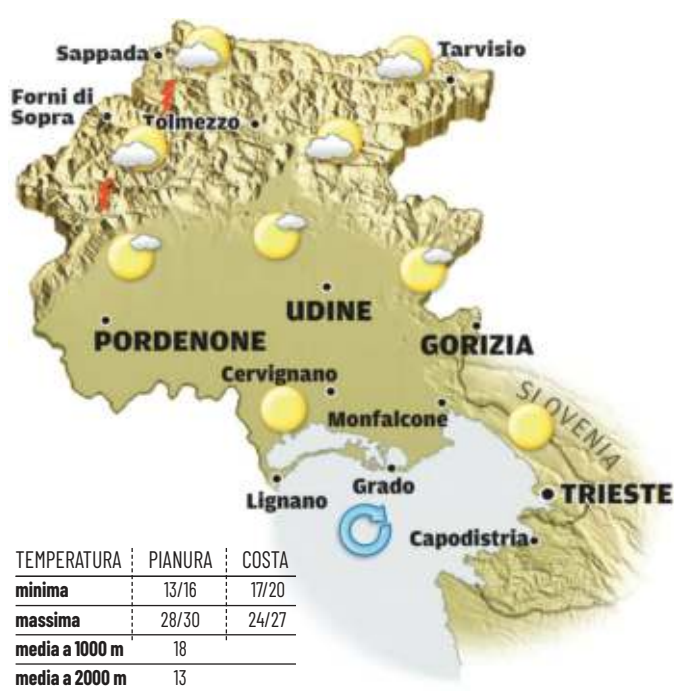 Sappada
Tarvisio
Forni di
Sopra
Tolmezzo
UDINE
PORDENONE
GORIZIA
Cervignano
SLOVENIA
Monfalcone
Lignano
Grado
TRIESTE
Capodistria
TEMPERATURA PIANURA COSTA
minima 13/16 17/20
massima 28/30 24/27
media a 1000 m 18
media a 2000 m 13